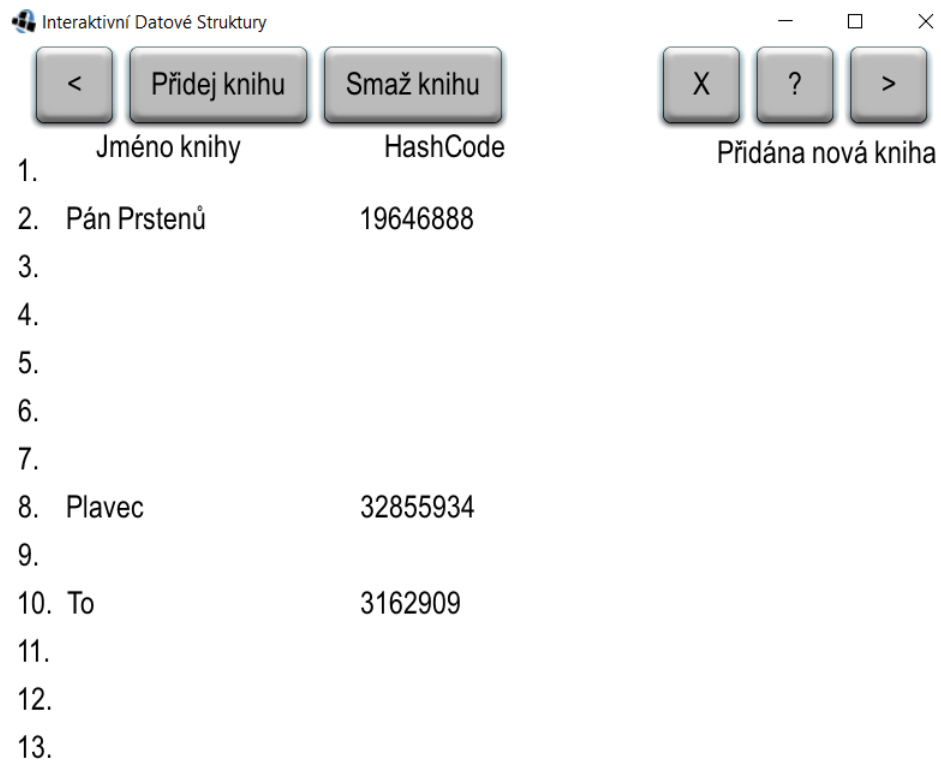 Interaktivní Datové Struktury
< Přidej knihu Smaž knihu X ? >
Jméno knihy HashCode Přidána nová kniha
1.
2. Pán Prstenů 19646888
3.
4.
5.
6.
7.
8. Plavec 32855934
9.
10. To 3162909
11.
12.
13.